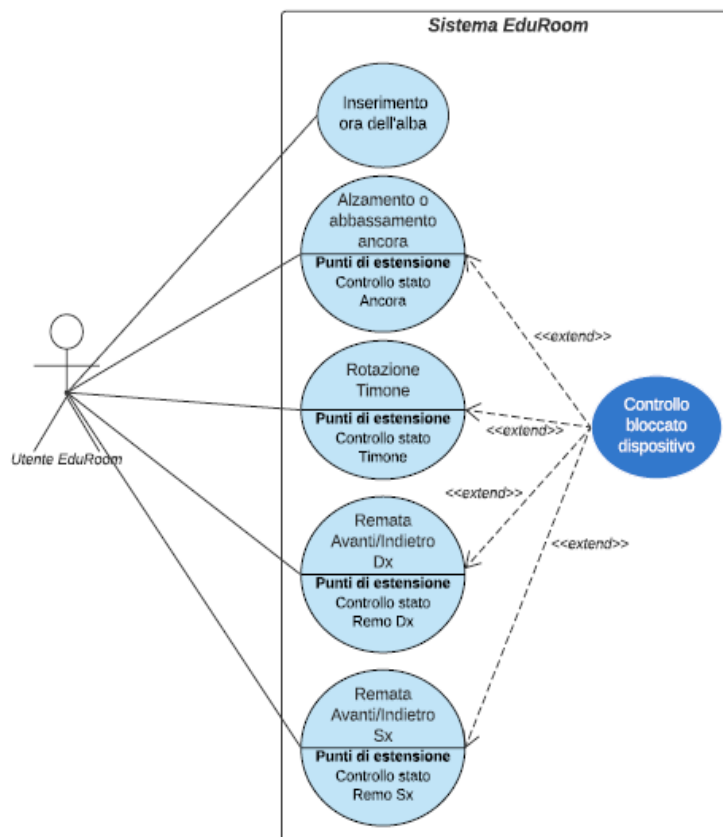 Sistema EduRoom
Inserimento
ora dell'alba
Alzamento o
abbassamento
ancora
Punti di estensione
Controllo stato
Ancora
<<extend>>
Rotazione
Timone
Punti di estensione
Controllo stato
Timone
<<extend>>
Controllo
bloccato
dispositivo
Utente EduRoom
<<extend>>
Remata
Avanti/Indietro
Dx
Punti di estensione
Controllo stato
Remo Dx
<<extend>>
Remata
Avanti/Indietro
Sx
Punti di estensione
Controllo stato
Remo Sx